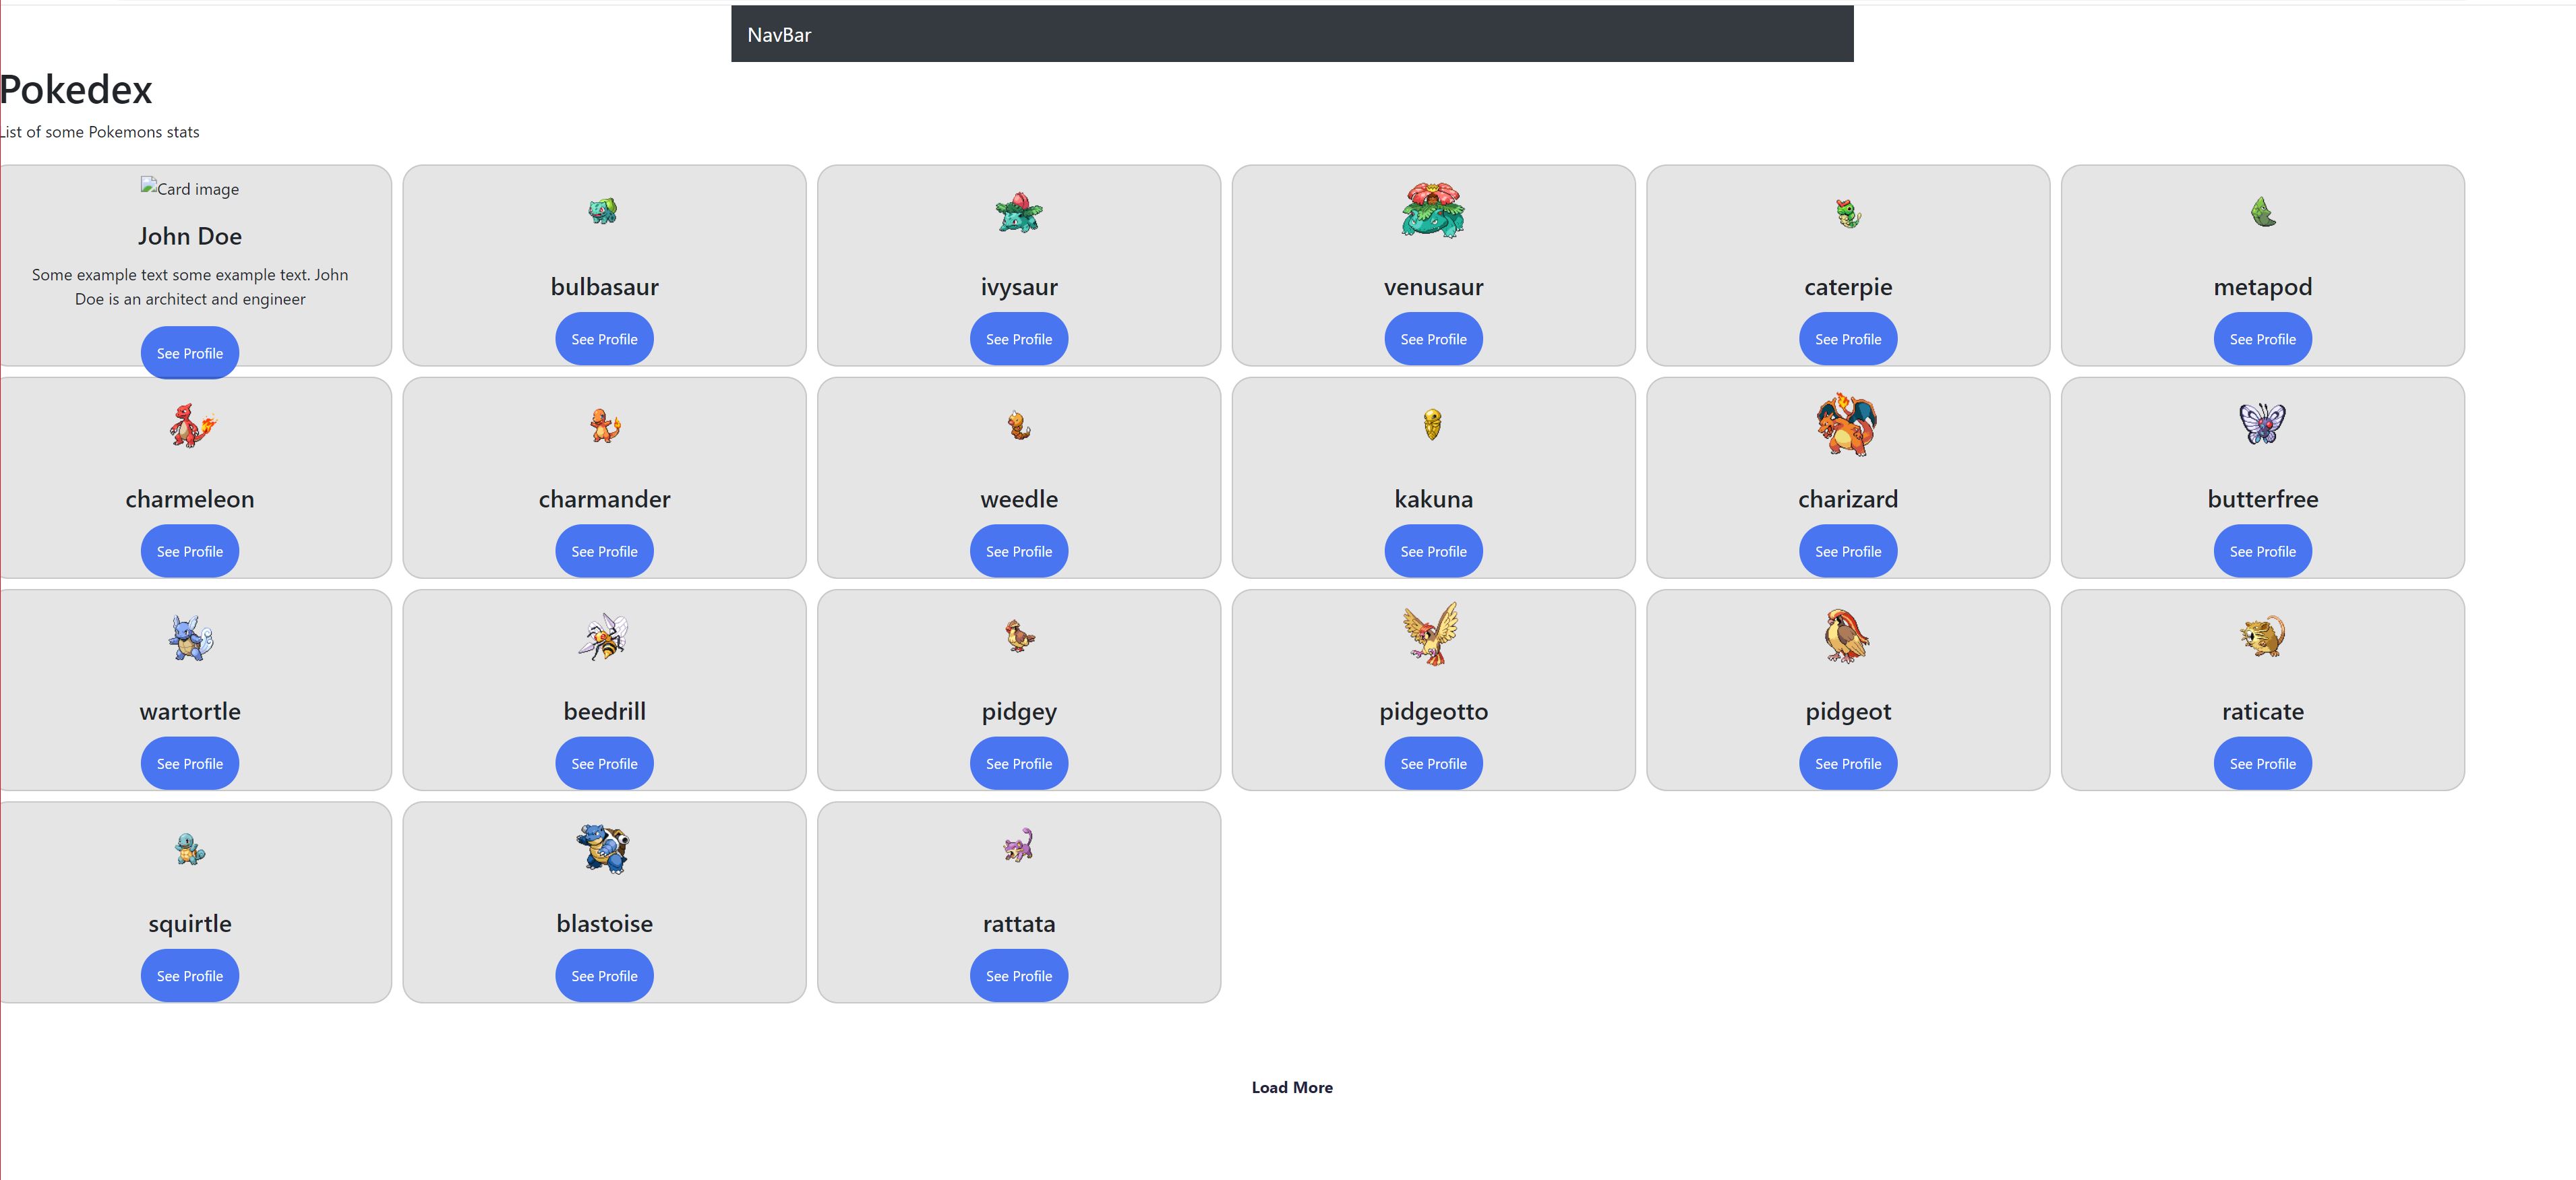 NavBar
Pokedex
List of some Pokemons stats
Card image
John Doe
Some example text some example text. John
Doe is an architect and engineer
See Profile
bulbasaur
See Profile
ivysaur
See Profile
venusaur
See Profile
caterpie
See Profile
metapod
See Profile
charmeleon
See Profile
charmander
See Profile
weedle
See Profile
kakuna
See Profile
charizard
See Profile
butterfree
See Profile
wartortle
See Profile
beedrill
See Profile
pidgey
See Profile
pidgeotto
See Profile
pidgeot
See Profile
raticate
See Profile
squirtle
See Profile
blastoise
See Profile
rattata
See Profile
Load More